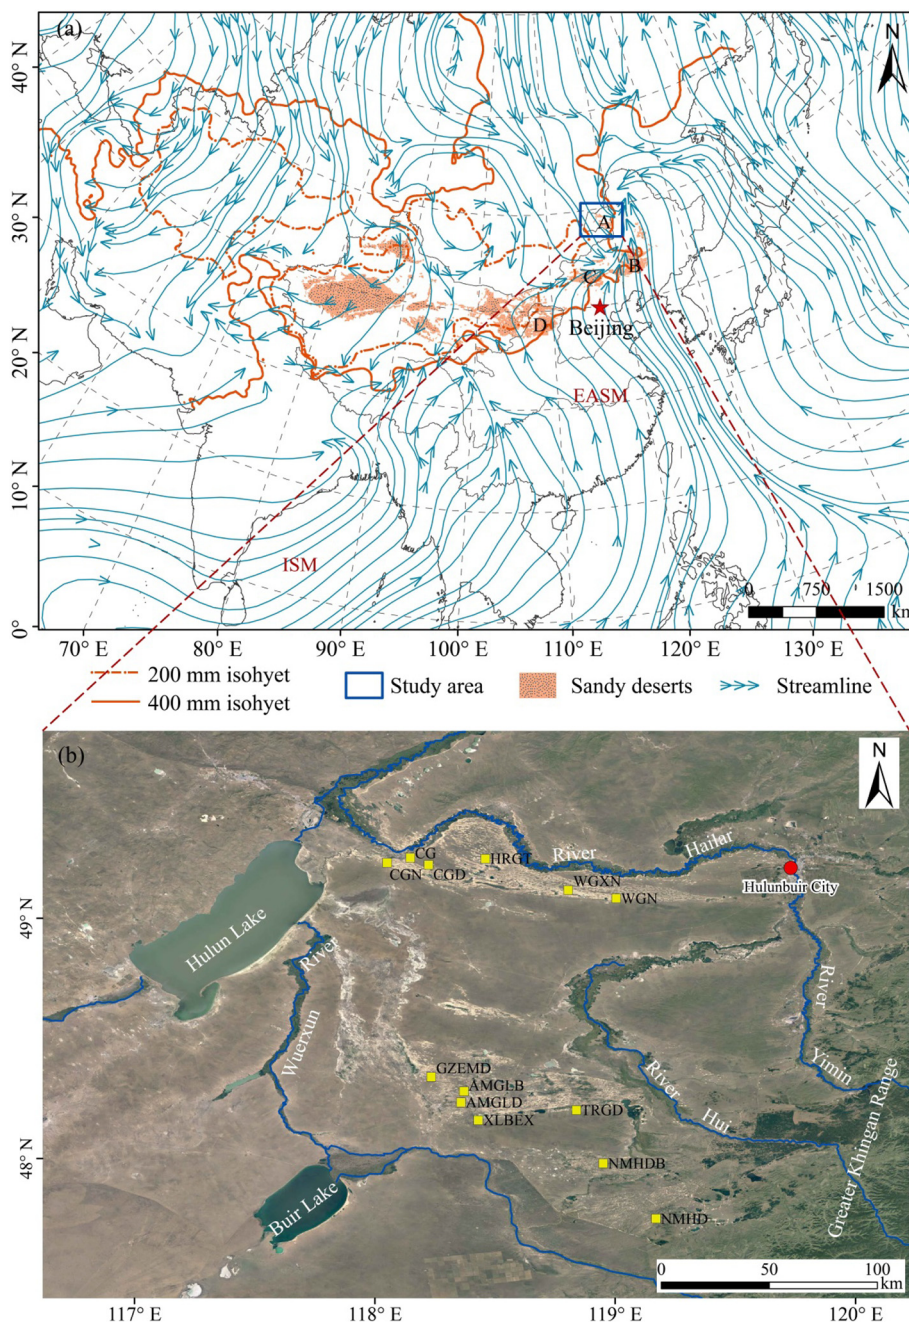 (a)
N
40° N
30° N
20° N
10° N
0°
A
B
C
D
Beijing
EASM
ISM
0 750 1500
km
70° E 80° E 90° E 100° E 110° E 120° E 130° E
200 mm isohyet
400 mm isohyet
Study area
Sandy deserts
Streamline
(b)
N
49° N
48° N
River
Hailar
CG
CGN
CGD
HRGT
WGXN
WGN
Hulunbuir City
Hulun Lake
River
Wuerxun
River
Yimin
GZEMD
AMGLB
AMGLD
XLBEX
TRGD
River
Hut
NMHDB
NMHD
Buir Lake
Greater Khingan Range
0 50 100
km
117° E 118° E 119° E 120° E